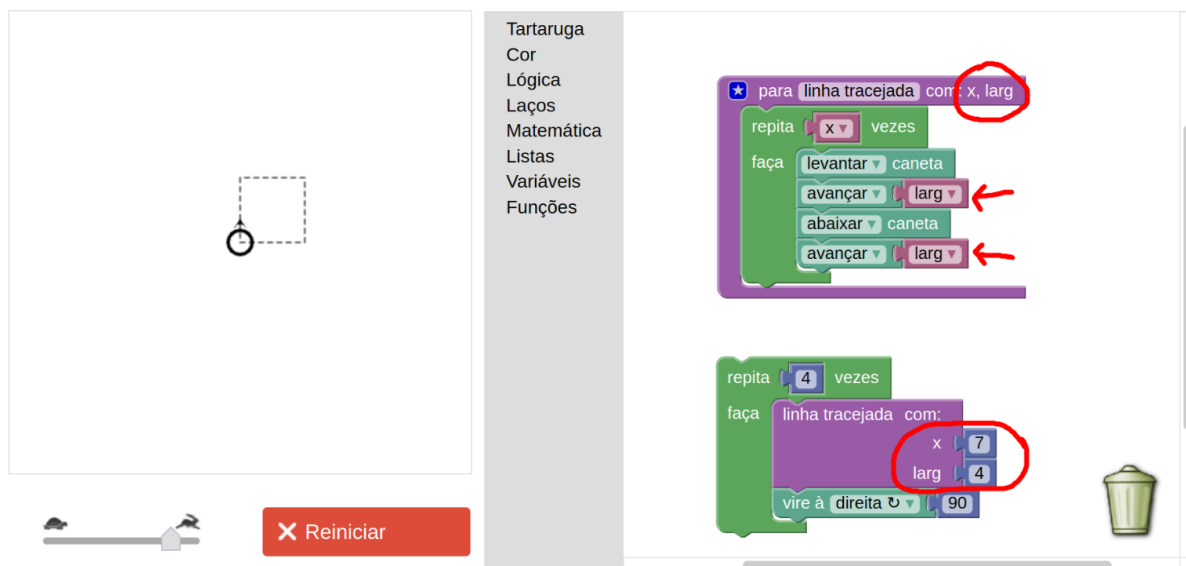 Tartaruga
Cor
Lógica
Laços
Matemática
Listas
Variáveis
Funções
Reiniciar
para linha tracejada com: x, larg
repita x vezes
faça levantar caneta
avançar larg
abaixar caneta
avançar larg
repita 4 vezes
faça linha tracejada com:
x 7
larg 4
vire à direita ↻ 90